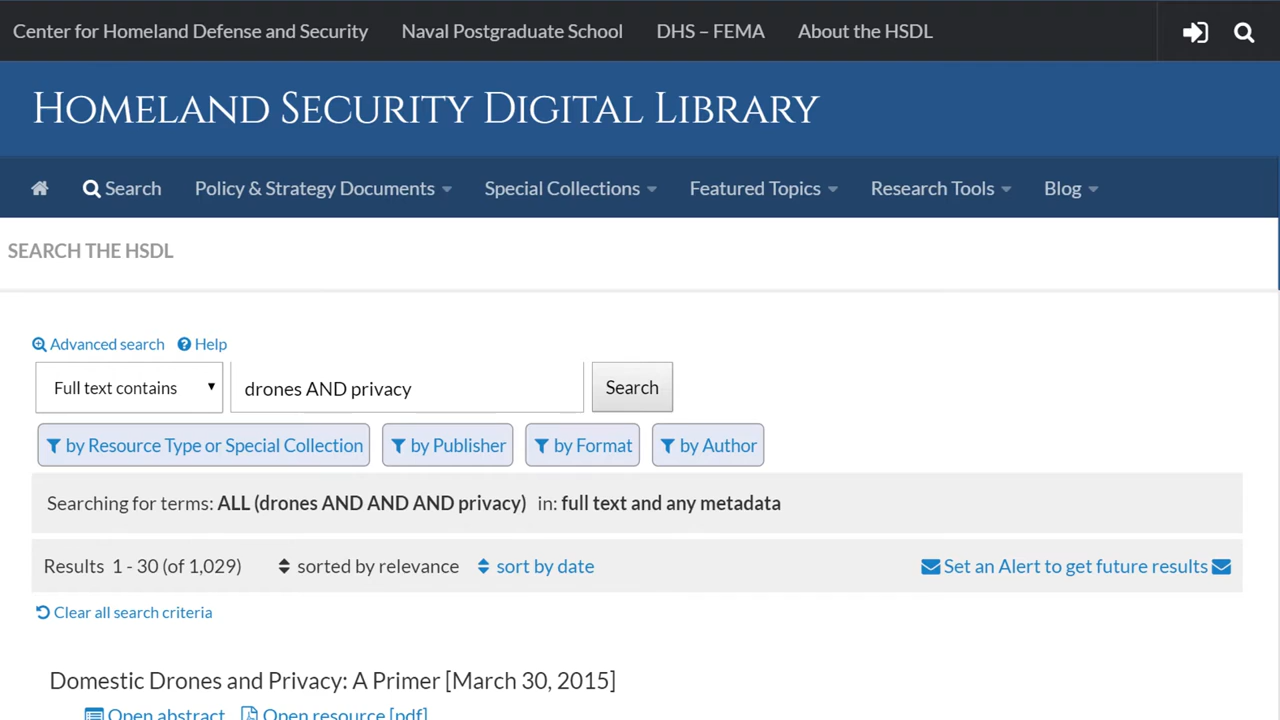 Center for Homeland Defense and Security Naval Postgraduate School DHS – FEMA About the HSDL
HOMELAND SECURITY DIGITAL LIBRARY
Search Policy & Strategy Documents Special Collections Featured Topics Research Tools Blog
SEARCH THE HSDL
Advanced search Help
Full text contains drones AND privacy Search
by Resource Type or Special Collection by Publisher by Format by Author
Searching for terms: ALL (drones AND AND AND privacy) in: full text and any metadata
Results 1 - 30 (of 1,029) sorted by relevance sort by date Set an Alert to get future results
Clear all search criteria
Domestic Drones and Privacy: A Primer [March 30, 2015]
Open abstract Open resource [pdf]